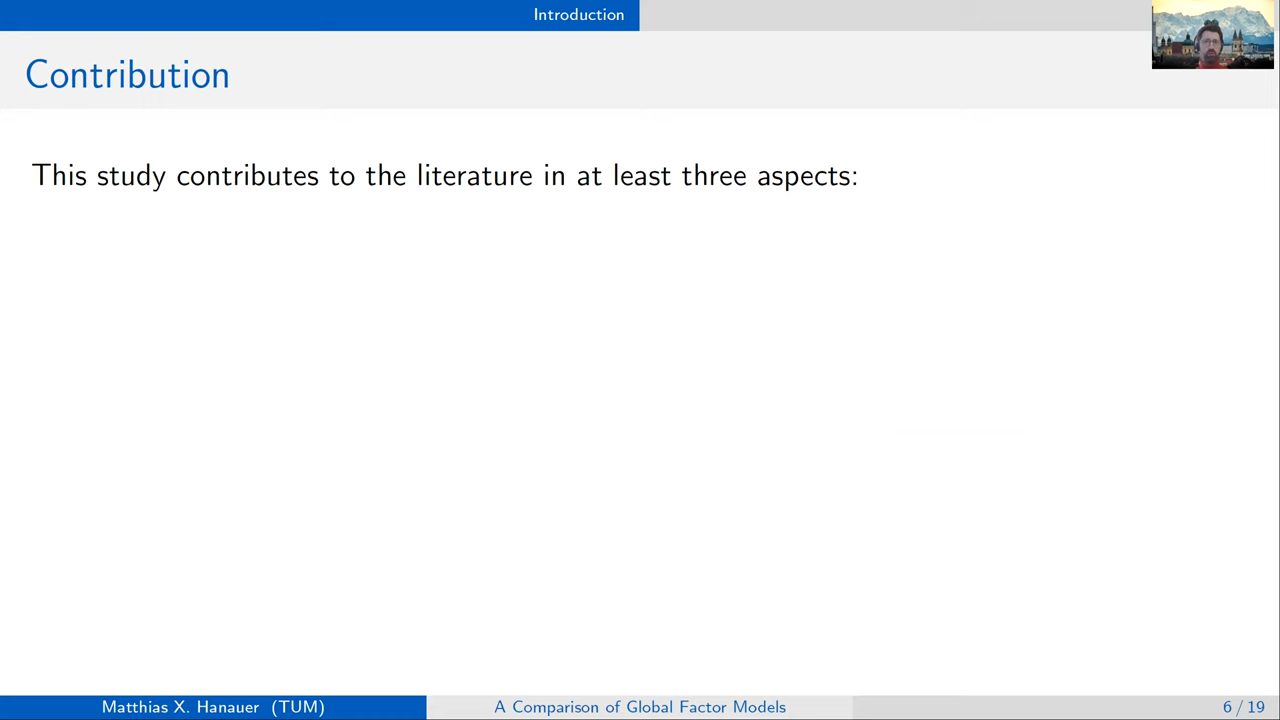 Introduction
Contribution
This study contributes to the literature in at least three aspects:
Matthias X. Hanauer (TUM)
A Comparison of Global Factor Models
6 / 19